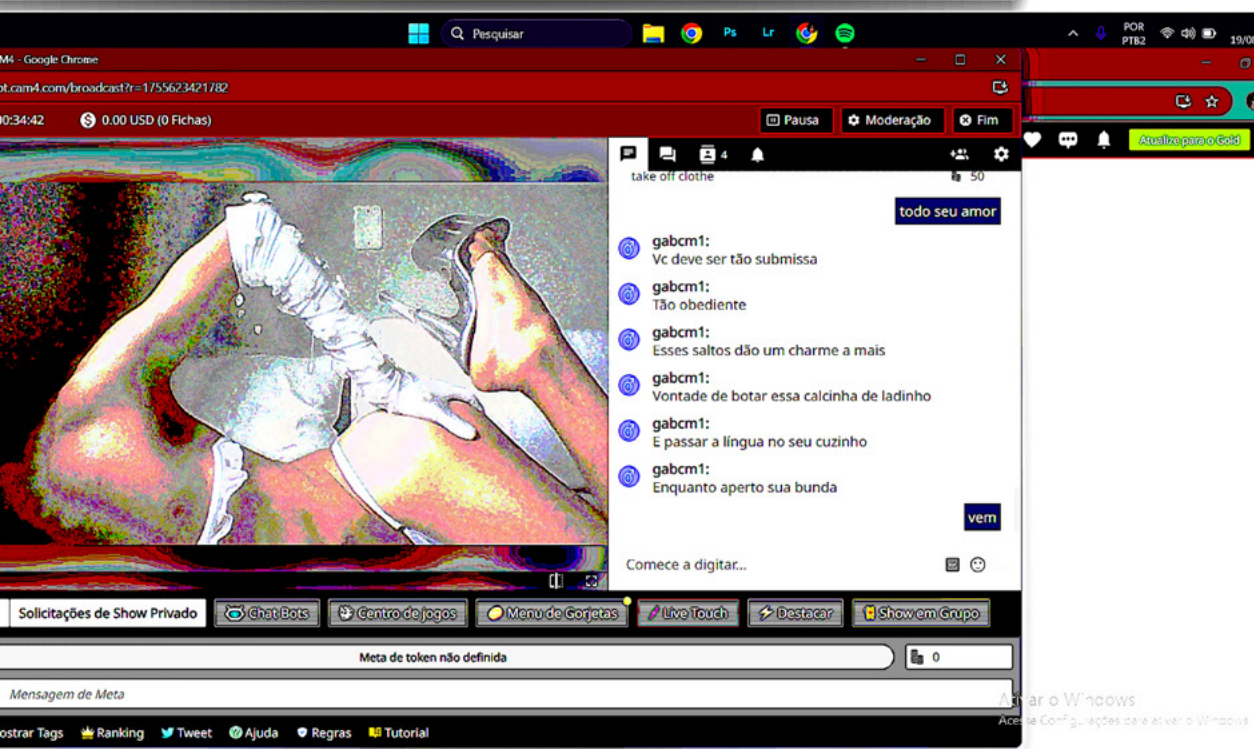 Pesquisar
Ps
Lr
POR
PTB2
19/0
M4 - Google Chrome
pt.cam4.com/broadcast?r=1755623421782
00:34:42
0.00 USD (0 Fichas)
Pausa
Moderação
Fim
Atualize para o Gold
4
take off clothe
50
todo seu amor
gabcm1:
Vc deve ser tão submissa
gabcm1:
Tão obediente
gabcm1:
Esses saltos dão um charme a mais
gabcm1:
Vontade de botar essa calcinha de ladinho
gabcm1:
E passar a língua no seu cuzinho
gabcm1:
Enquanto aperto sua bunda
vem
Comece a digitar...
Solicitações de Show Privado
Chat Bots
Centro de Jogos
Menu de Gorjetas
Live Touch
Destacar
Show em Grupo
Meta de token não definida
0
Mensagem de Meta
Ativar o Windows
Acesse Configurações para ativar o Windows
ostrar Tags
Ranking
Tweet
Ajuda
Regras
Tutorial